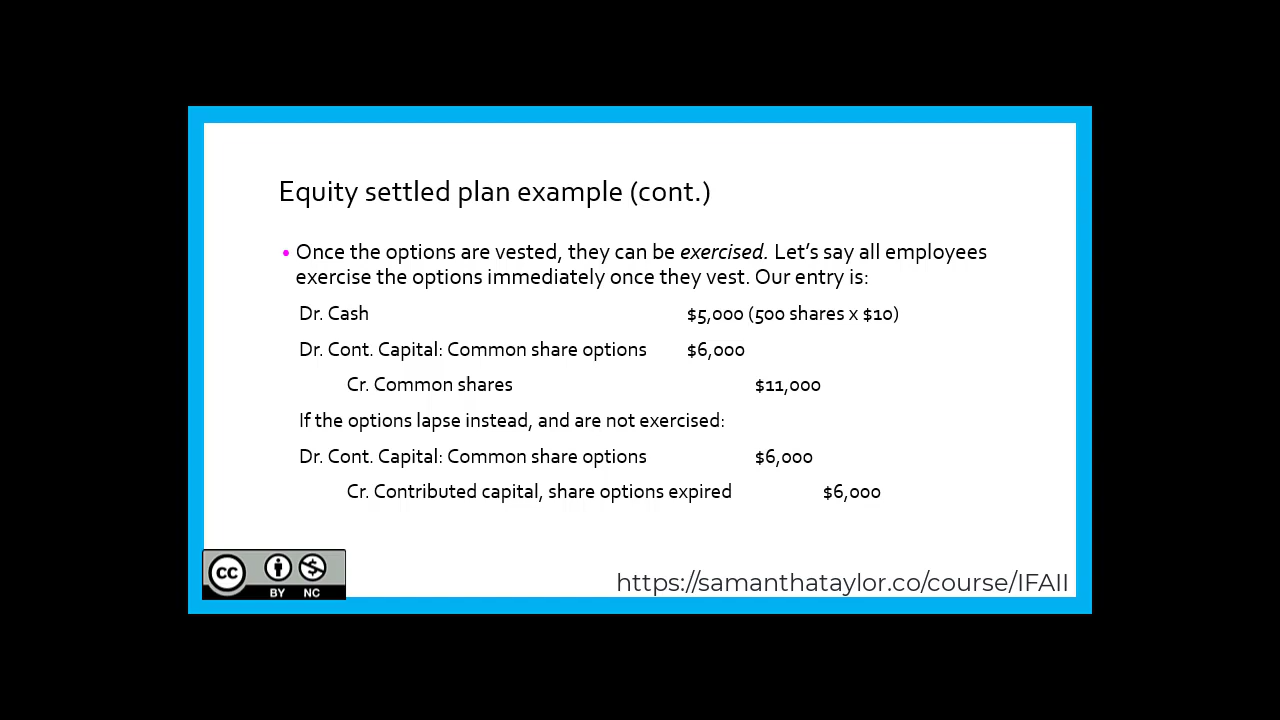 Equity settled plan example (cont.)
• Once the options are vested, they can be exercised. Let's say all employees
exercise the options immediately once they vest. Our entry is:
Dr. Cash $5,000 (500 shares x $10)
Dr. Cont. Capital: Common share options $6,000
Cr. Common shares $11,000
If the options lapse instead, and are not exercised:
Dr. Cont. Capital: Common share options $6,000
Cr. Contributed capital, share options expired $6,000
cc
BY NC
https://samanthataylor.co/course/IFAII